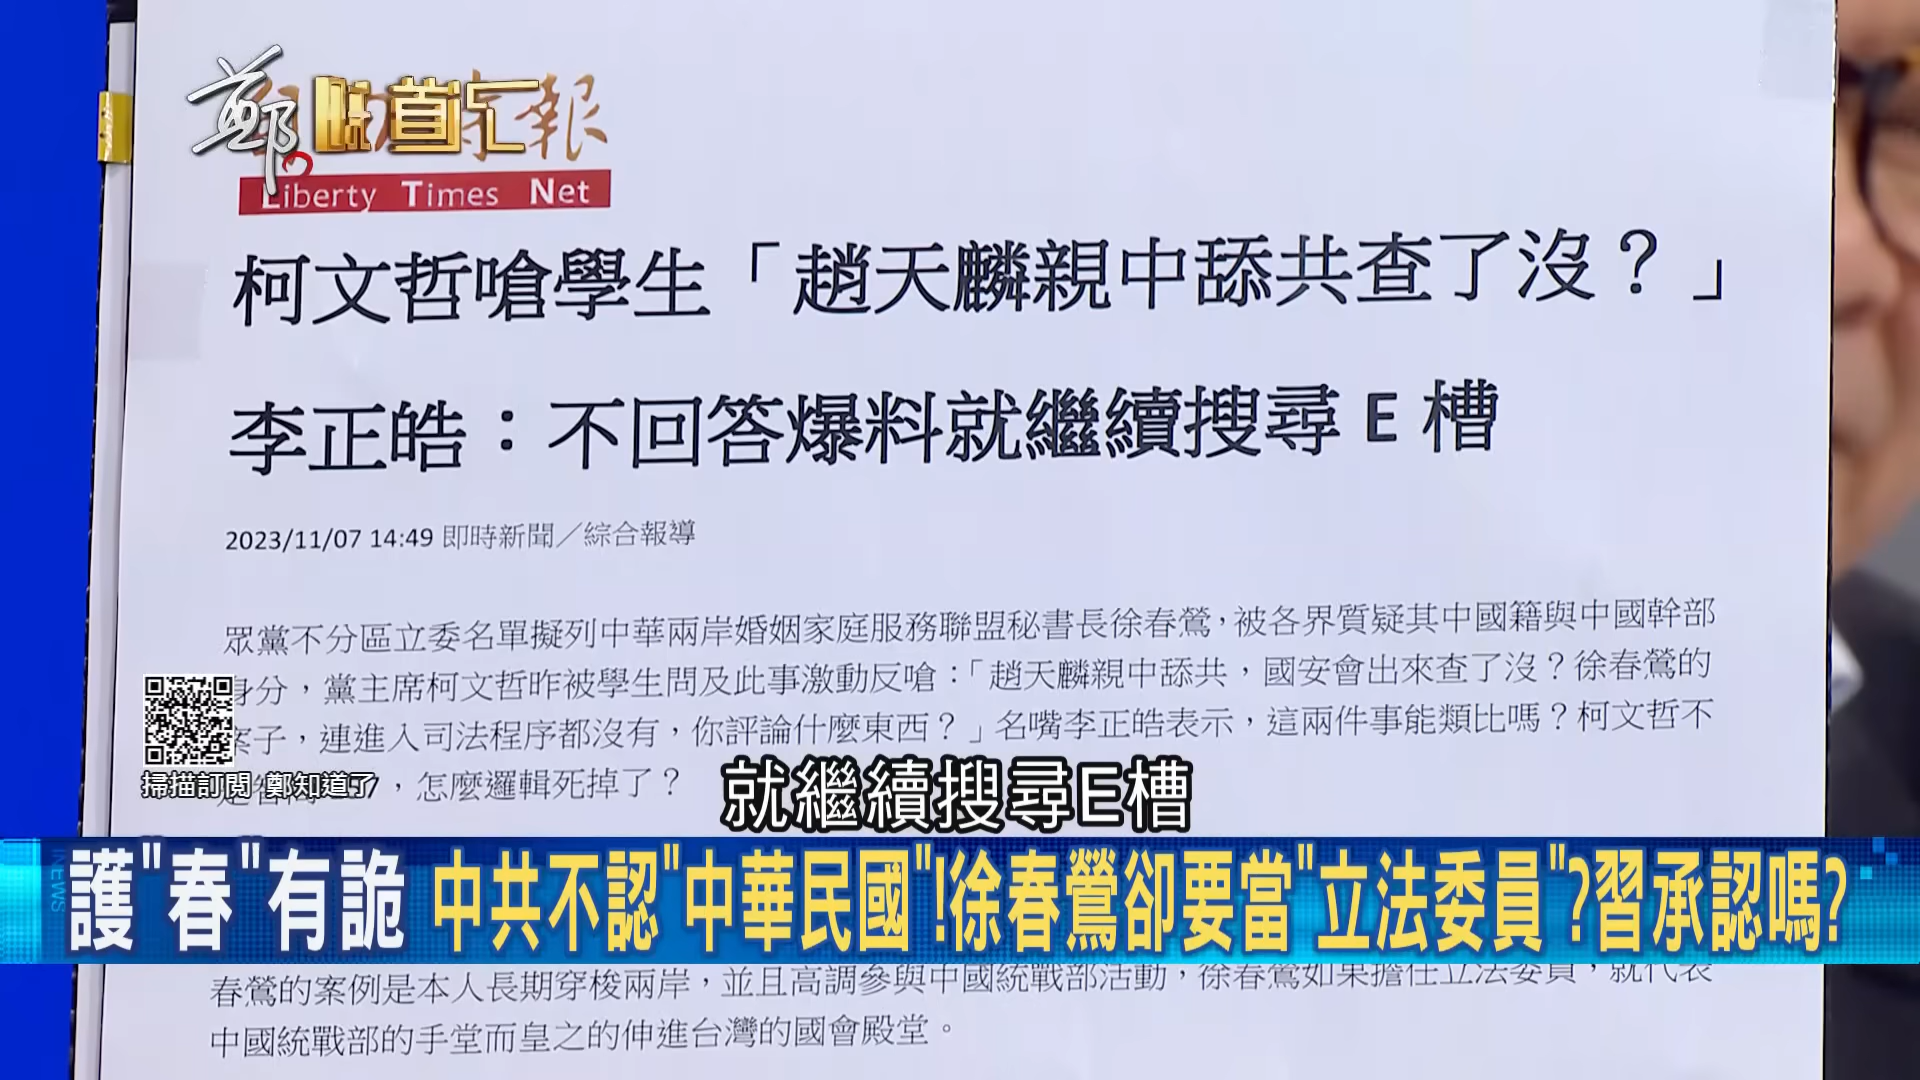 鄭知道了
報
Liberty Times Net
柯文哲嗆學生「趙天麟親中舔共查了沒？」
李正皓：不回答爆料就繼續搜尋 E 槽
2023/11/07 14:49 即時新聞／綜合報導
眾黨不分區立委名單擬列中華兩岸婚姻家庭服務聯盟秘書長徐春鶯，被各界質疑其中國籍與中國幹部
身分，黨主席柯文哲昨被學生問及此事激動反嗆：「趙天麟親中舔共，國安會出來查了沒？徐春鶯的
案子，連進入司法程序都沒有，你評論什麼東西？」名嘴李正皓表示，這兩件事能類比嗎？柯文哲不
7，怎麼邏輯死掉了？
掃描訂閱 鄭知道了
就繼續搜尋E槽
INEWS
護"春"有詭 中共不認"中華民國"!徐春鶯卻要當"立法委員"?習承認嗎?
春鶯的案例是本人長期穿梭兩岸，並且高調參與中國統戰部活動，徐春鶯如果擔任立法委員，就代表
中國統戰部的手堂而皇之的伸進台灣的國會殿堂。